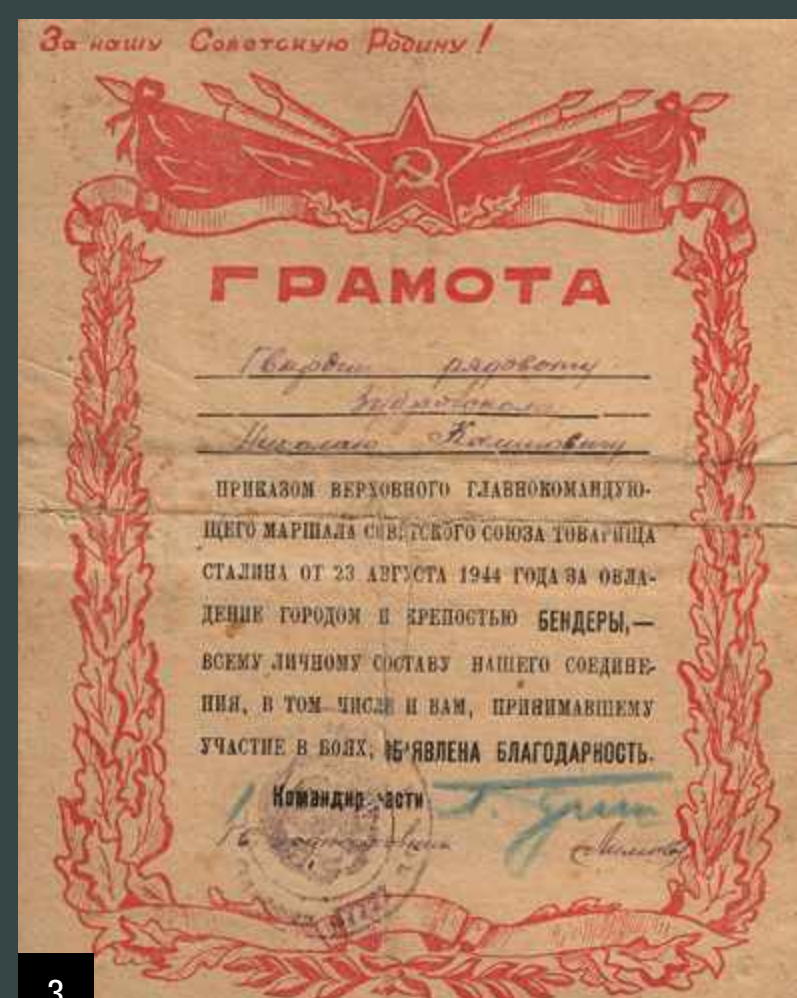 За нашу Советскую Родину!
ГРАМОТА
Гвардии рядовому
Николаю
ПРИКАЗОМ ВЕРХОВНОГО ГЛАВНОКОМАНДУЮ-
ЩЕГО МАРШАЛА СОВЕТСКОГО СОЮЗА ТОВАРИЩА
СТАЛИНА ОТ 23 АВГУСТА 1944 ГОДА ЗА ОВЛА-
ДЕНИЕ ГОРОДОМ И КРЕПОСТЬЮ БЕНДЕРЫ,—
ВСЕМУ ЛИЧНОМУ СОСТАВУ НАШЕГО СОЕДИНЕ-
НИЯ, В ТОМ ЧИСЛЕ И ВАМ, ПРИНИМАВШЕМУ
УЧАСТИЕ В БОЯХ, ОБ'ЯВЛЕНА БЛАГОДАРНОСТЬ.
Командир части
3